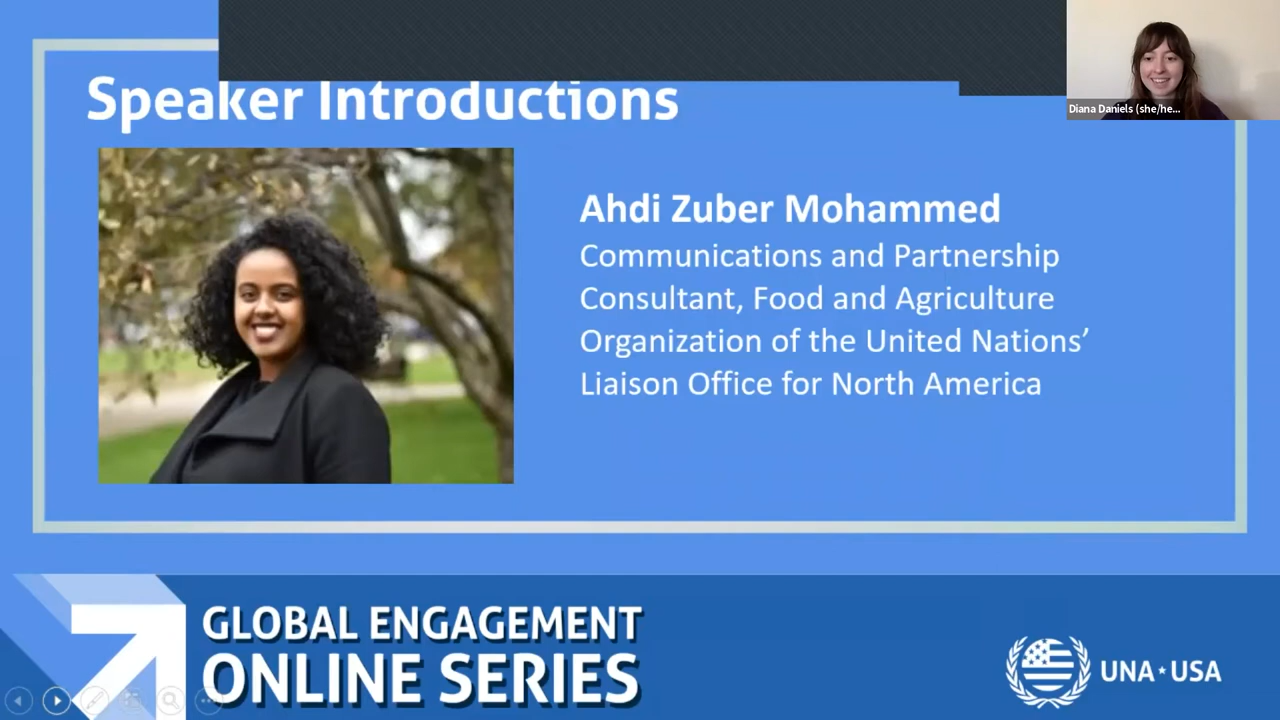 Speaker Introductions
Diana Daniels (she/he...
Ahdi Zuber Mohammed
Communications and Partnership
Consultant, Food and Agriculture
Organization of the United Nations’
Liaison Office for North America
GLOBAL ENGAGEMENT
ONLINE SERIES
UNA★USA